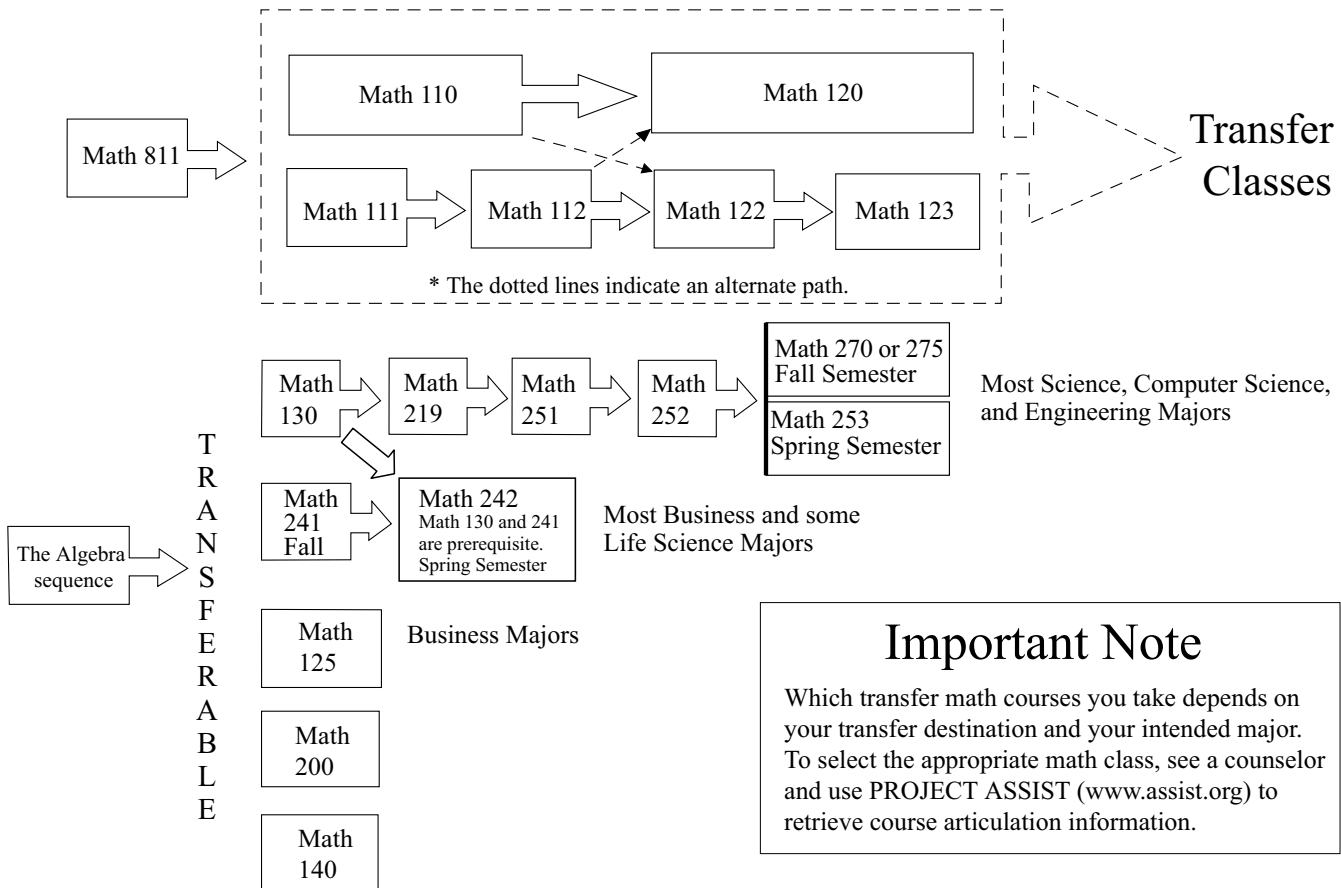 Math 110
Math 120
Math 811
Transfer
Classes
Math 111
Math 112
Math 122
Math 123
* The dotted lines indicate an alternate path.
Math
130
Math
219
Math
251
Math
252
Math 270 or 275
Fall Semester
Math 253
Spring Semester
Most Science, Computer Science,
and Engineering Majors
The Algebra
sequence
T
R
A
N
S
F
E
R
A
B
L
E
Math
241
Fall
Math 242
Math 130 and 241
are prerequisite.
Spring Semester
Most Business and some
Life Science Majors
Math
125
Business Majors
Math
200
Math
140
Important Note
Which transfer math courses you take depends on
your transfer destination and your intended major.
To select the appropriate math class, see a counselor
and use PROJECT ASSIST (www.assist.org) to
retrieve course articulation information.